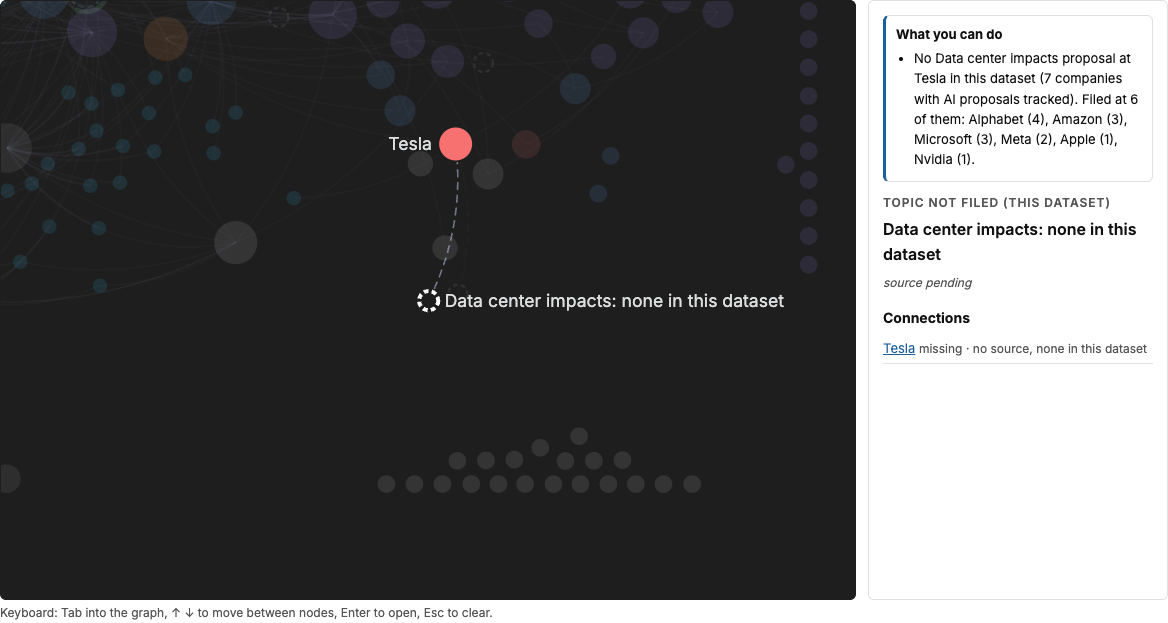 Tesla
Data center impacts: none in this dataset
What you can do
• No Data center impacts proposal at
Tesla in this dataset (7 companies
with AI proposals tracked). Filed at 6
of them: Alphabet (4), Amazon (3),
Microsoft (3), Meta (2), Apple (1),
Nvidia (1).
TOPIC NOT FILED (THIS DATASET)
Data center impacts: none in this
dataset
source pending
Connections
Tesla missing · no source, none in this dataset
Keyboard: Tab into the graph, ↑ ↓ to move between nodes, Enter to open, Esc to clear.